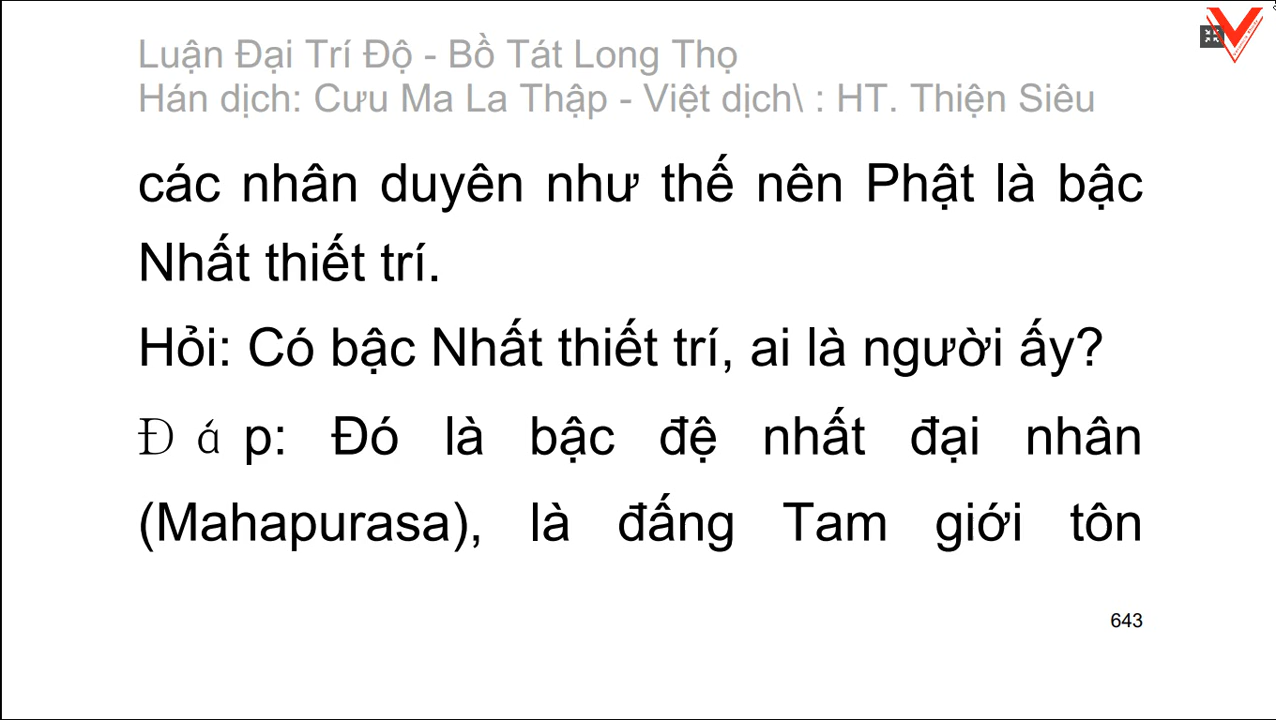 Luận Đại Trí Độ - Bồ Tát Long Thọ
Hán dịch: Cưu Ma La Thập - Việt dịch\ : HT. Thiện Siêu
các nhân duyên như thế nên Phật là bậc
Nhất thiết trí.
Hỏi: Có bậc Nhất thiết trí, ai là người ấy?
Đ á p: Đó là bậc đệ nhất đại nhân
(Mahapurasa), là đấng Tam giới tôn
643